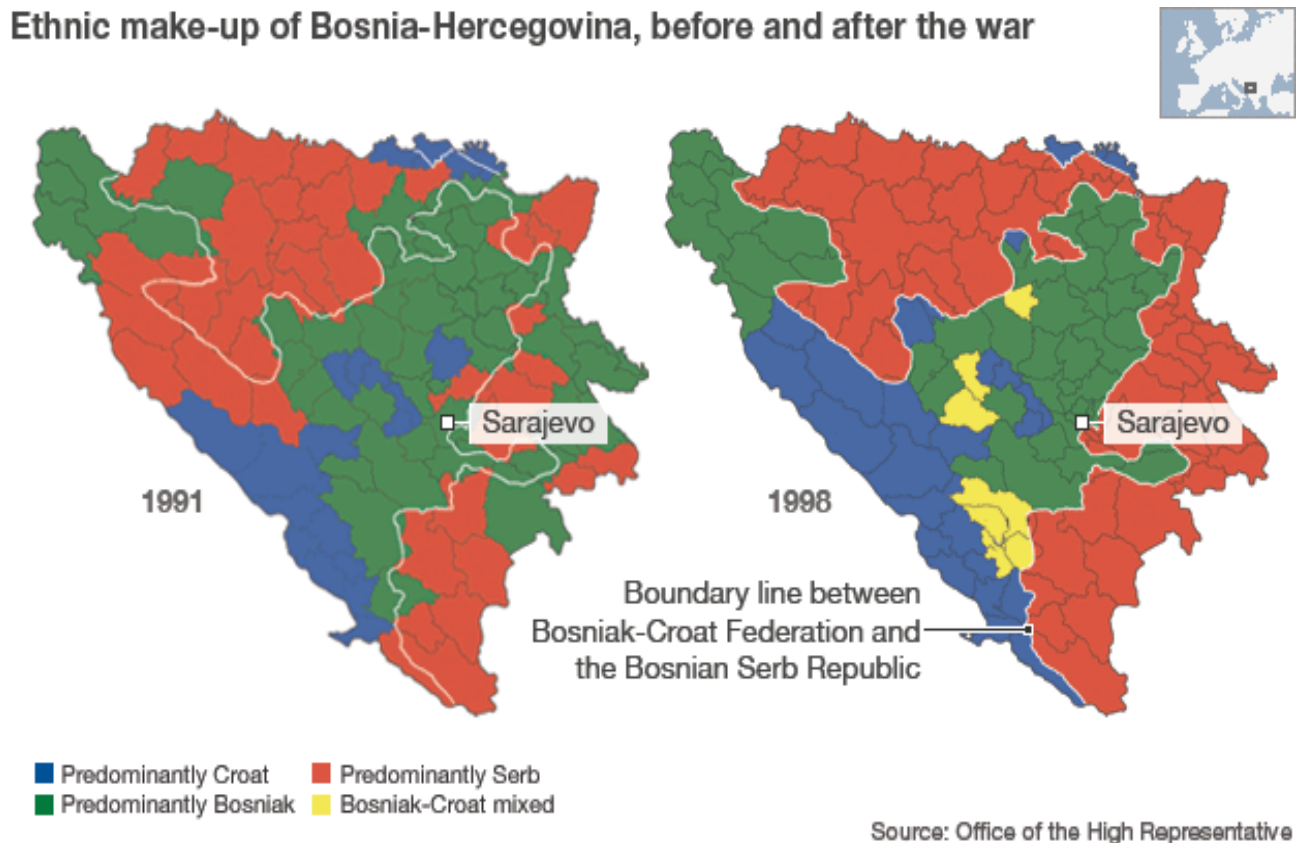 Ethnic make-up of Bosnia-Hercegovina, before and after the war
Sarajevo
1991
Sarajevo
1998
Boundary line between
Bosniak-Croat Federation and
the Bosnian Serb Republic
Predominantly Croat
Predominantly Serb
Predominantly Bosniak
Bosniak-Croat mixed
Source: Office of the High Representative